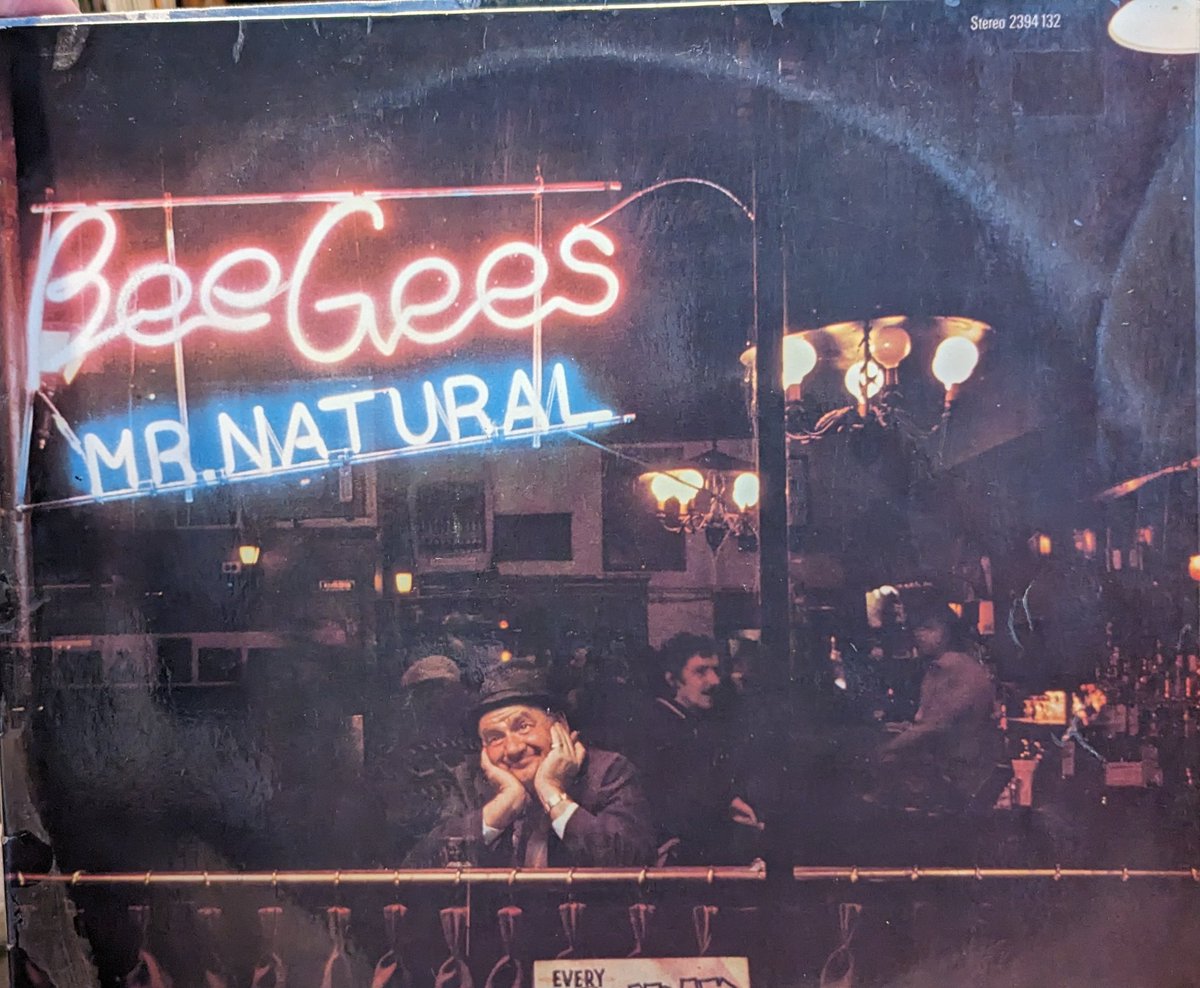 Stereo 2394 132
Bee Gees
MR. NATURAL
EVERY